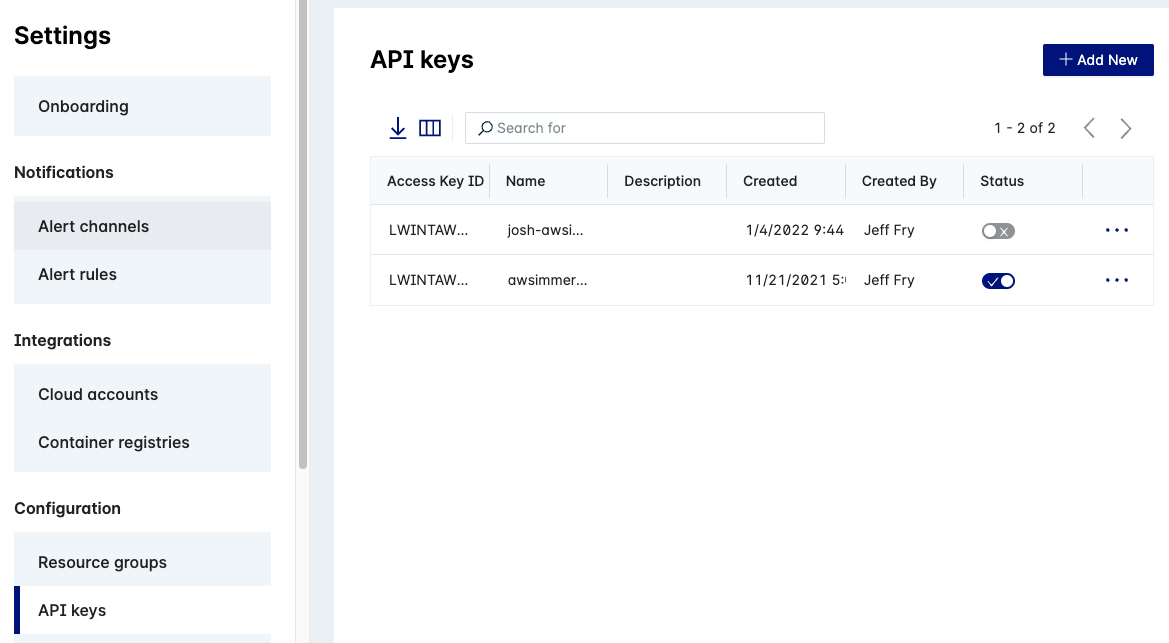 Settings
Onboarding
Notifications
Alert channels
Alert rules
Integrations
Cloud accounts
Container registries
Configuration
Resource groups
API keys
API keys
Add New
Search for
1 - 2 of 2
Access Key ID Name Description Created Created By Status
LWINTAW... josh-awsi... 1/4/2022 9:44 Jeff Fry
LWINTAW... awsimmer... 11/21/2021 5: Jeff Fry